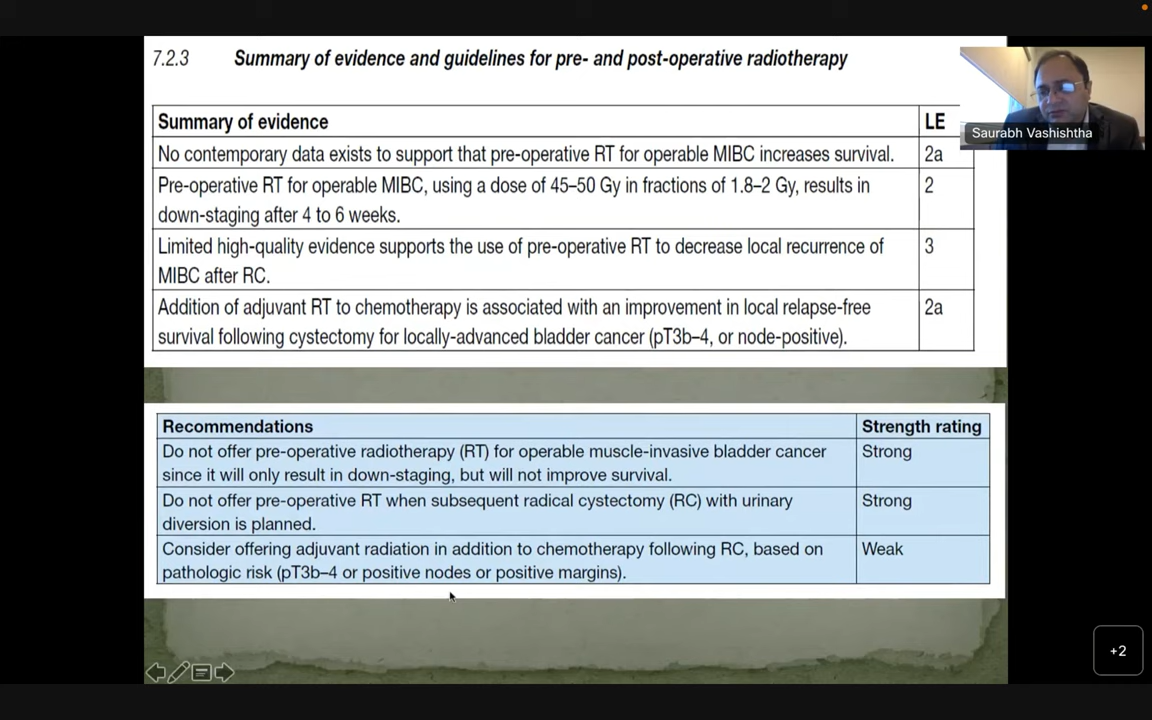 7.2.3 Summary of evidence and guidelines for pre- and post-operative radiotherapy
Saurabh Vashishtha
Summary of evidence LE
No contemporary data exists to support that pre-operative RT for operable MIBC increases survival. 2a
Pre-operative RT for operable MIBC, using a dose of 45–50 Gy in fractions of 1.8–2 Gy, results in 2
down-staging after 4 to 6 weeks.
Limited high-quality evidence supports the use of pre-operative RT to decrease local recurrence of 3
MIBC after RC.
Addition of adjuvant RT to chemotherapy is associated with an improvement in local relapse-free 2a
survival following cystectomy for locally-advanced bladder cancer (pT3b–4, or node-positive).
Recommendations Strength rating
Do not offer pre-operative radiotherapy (RT) for operable muscle-invasive bladder cancer Strong
since it will only result in down-staging, but will not improve survival.
Do not offer pre-operative RT when subsequent radical cystectomy (RC) with urinary Strong
diversion is planned.
Consider offering adjuvant radiation in addition to chemotherapy following RC, based on Weak
pathologic risk (pT3b–4 or positive nodes or positive margins).
+2